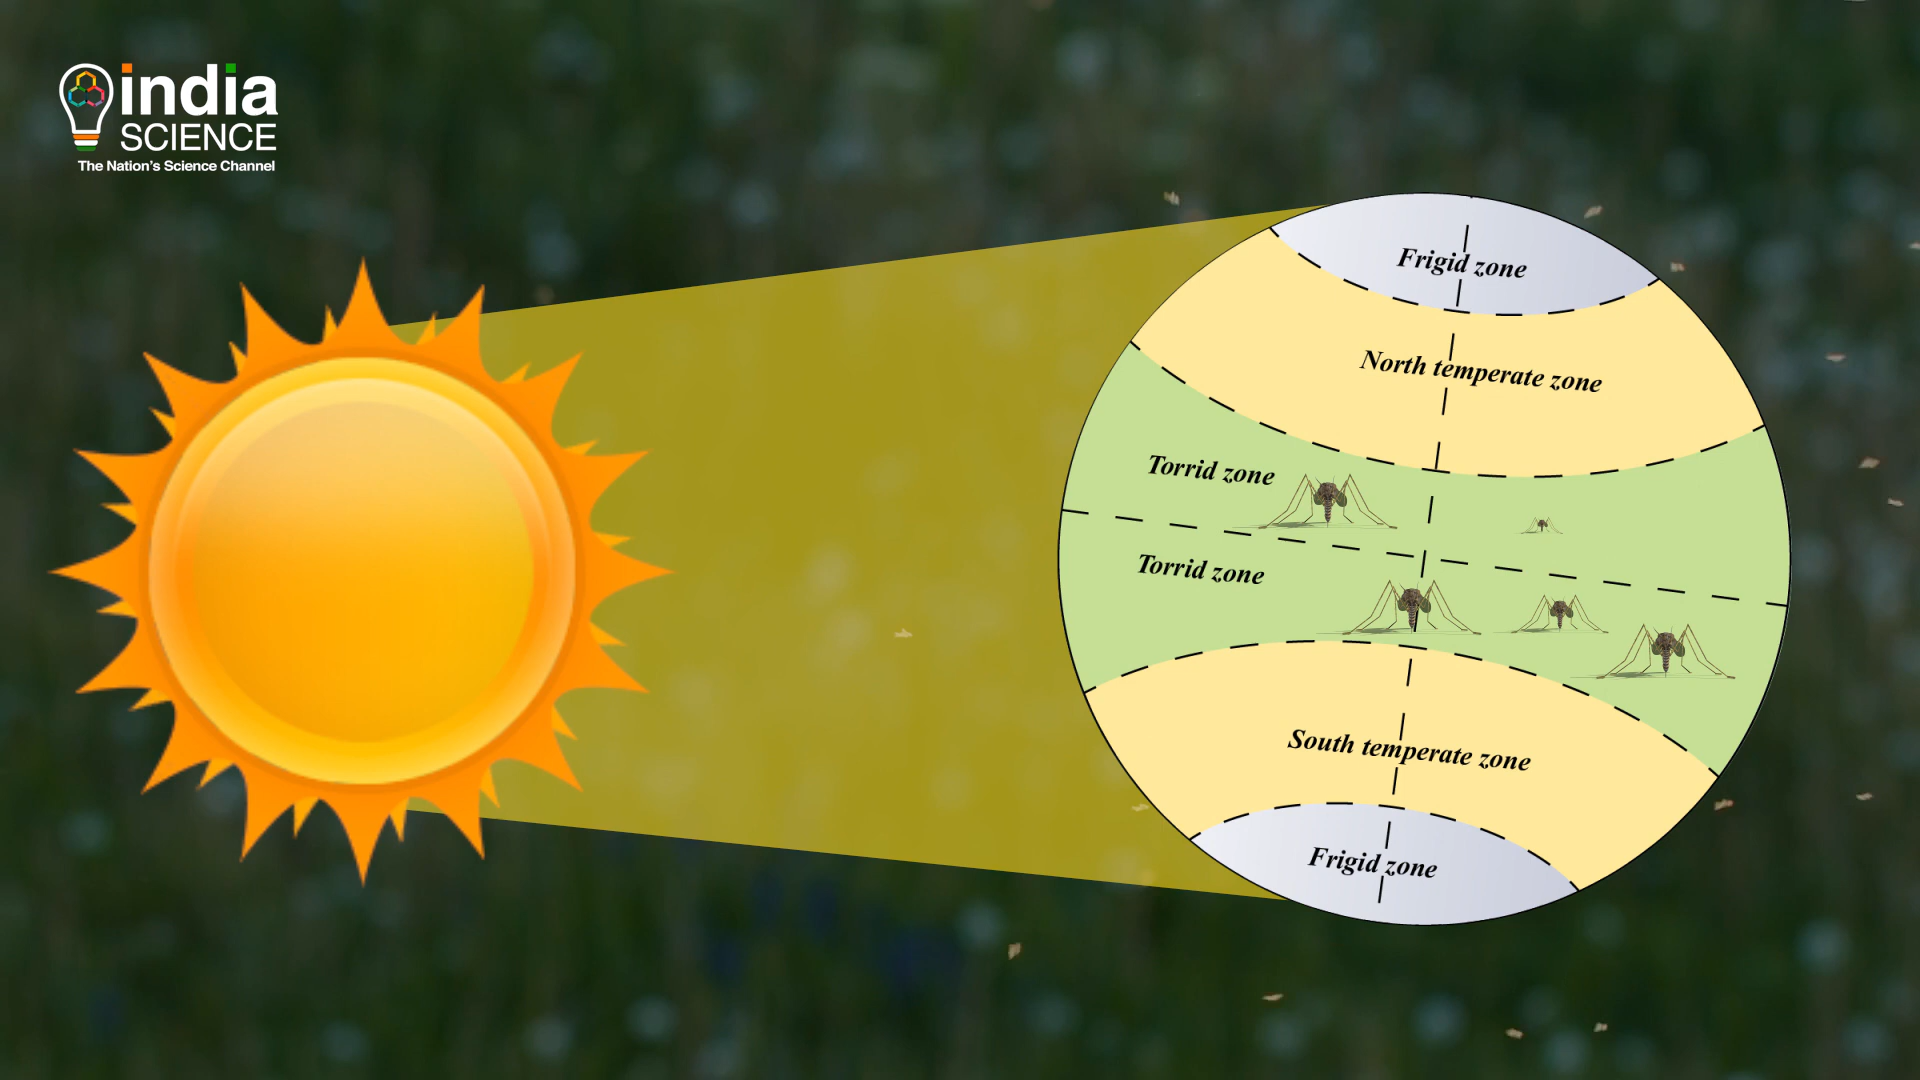 india
SCIENCE
The Nation's Science Channel
Frigid zone
North temperate zone
Torrid zone
Torrid zone
South temperate zone
Frigid zone